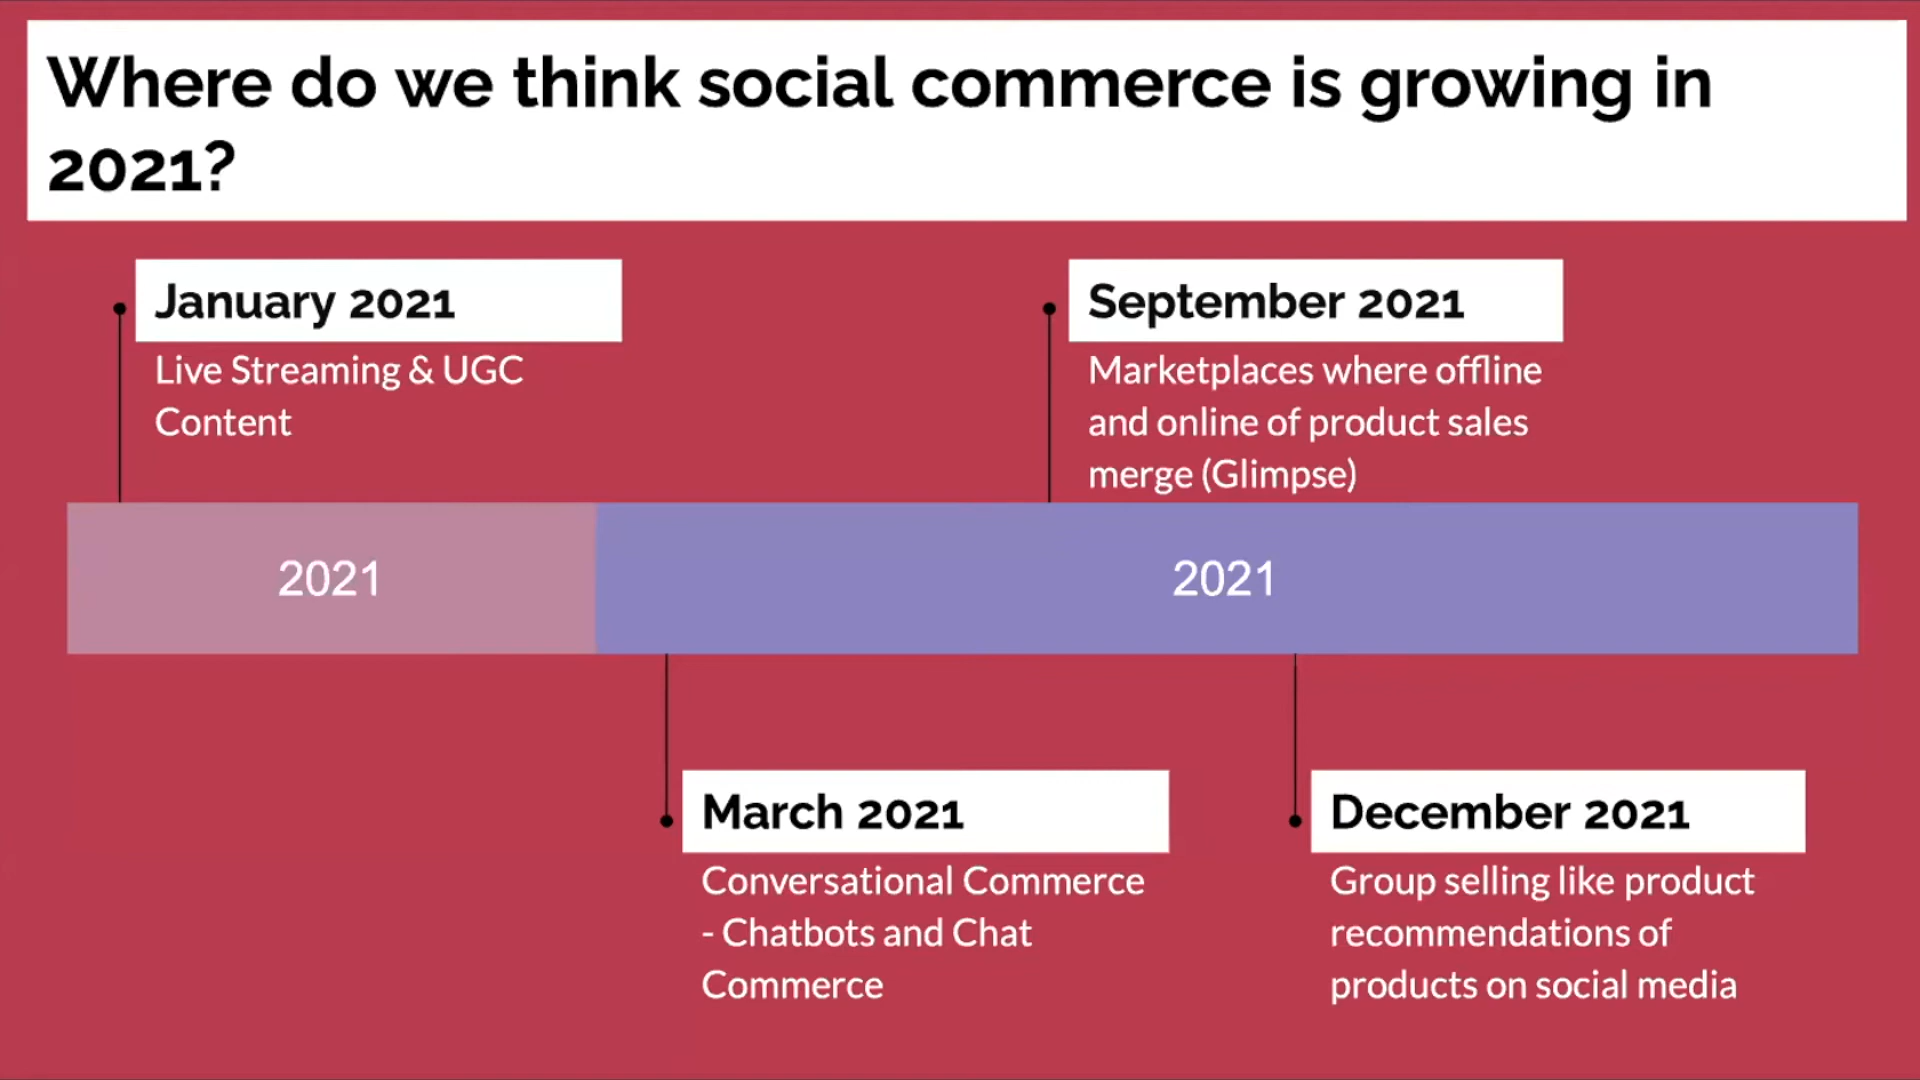 Where do we think social commerce is growing in
2021?
January 2021
Live Streaming & UGC
Content
September 2021
Marketplaces where offline
and online of product sales
merge (Glimpse)
2021
2021
March 2021
Conversational Commerce
- Chatbots and Chat
Commerce
December 2021
Group selling like product
recommendations of
products on social media